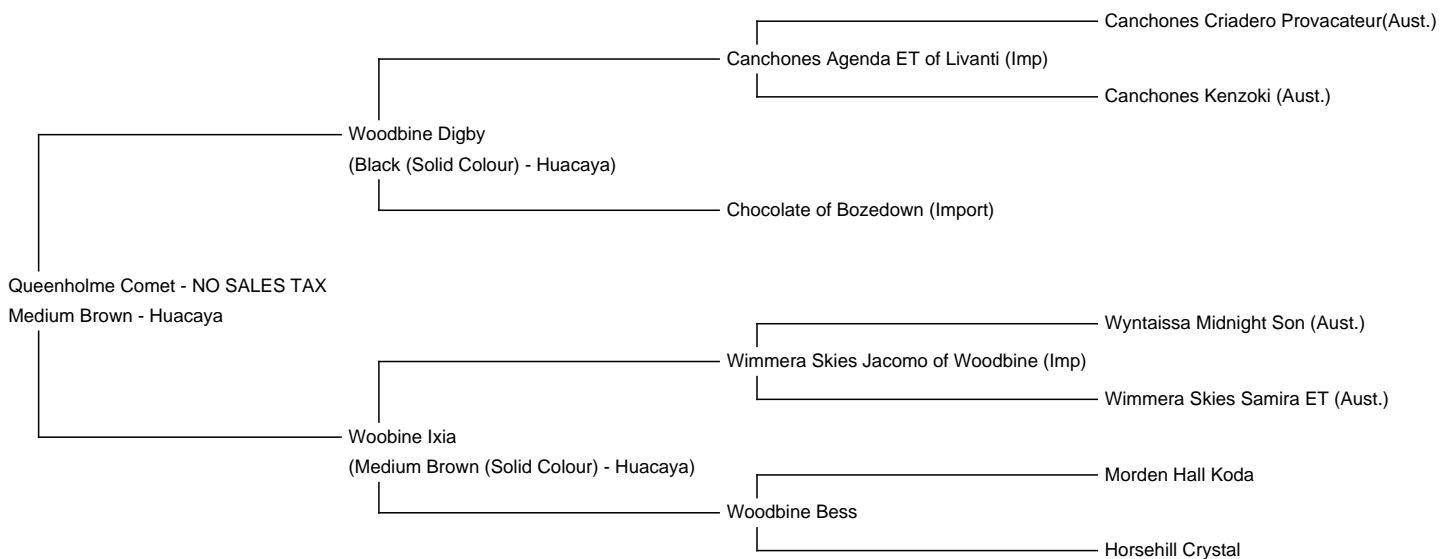 Canchones Criadero Provacateur(Aust.)
Canchones Agenda ET of Livanti (Imp)
Canchones Kenzoki (Aust.)
Woodbine Digby
(Black (Solid Colour) - Huacaya)
Chocolate of Bozedown (Import)
Queenholme Comet - NO SALES TAX
Medium Brown - Huacaya
Wyntaissa Midnight Son (Aust.)
Wimmera Skies Jacomo of Woodbine (Imp)
Wimmera Skies Samira ET (Aust.)
Woobine Ixia
(Medium Brown (Solid Colour) - Huacaya)
Morden Hall Koda
Woodbine Bess
Horsehill Crystal